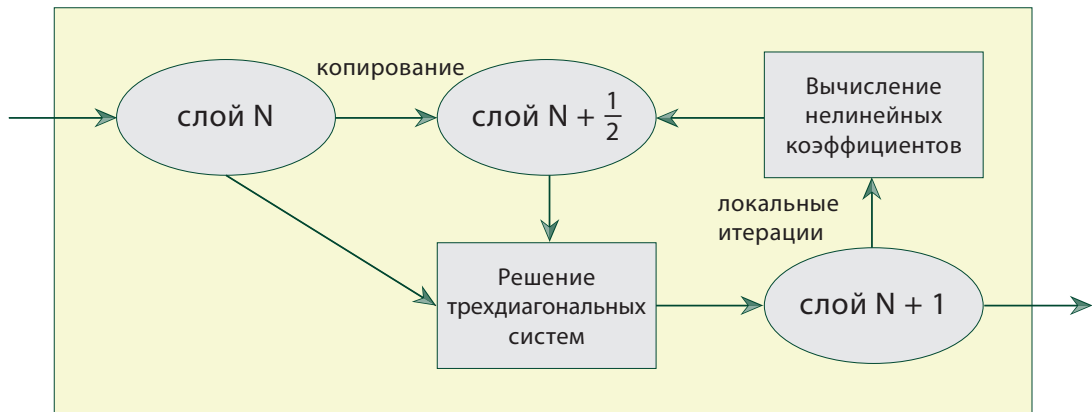 слой N
копирование
слой N + 1/2
Вычисление
нелинейных
коэффициентов
локальные
итерации
Решение
трехдиагональных
систем
слой N + 1